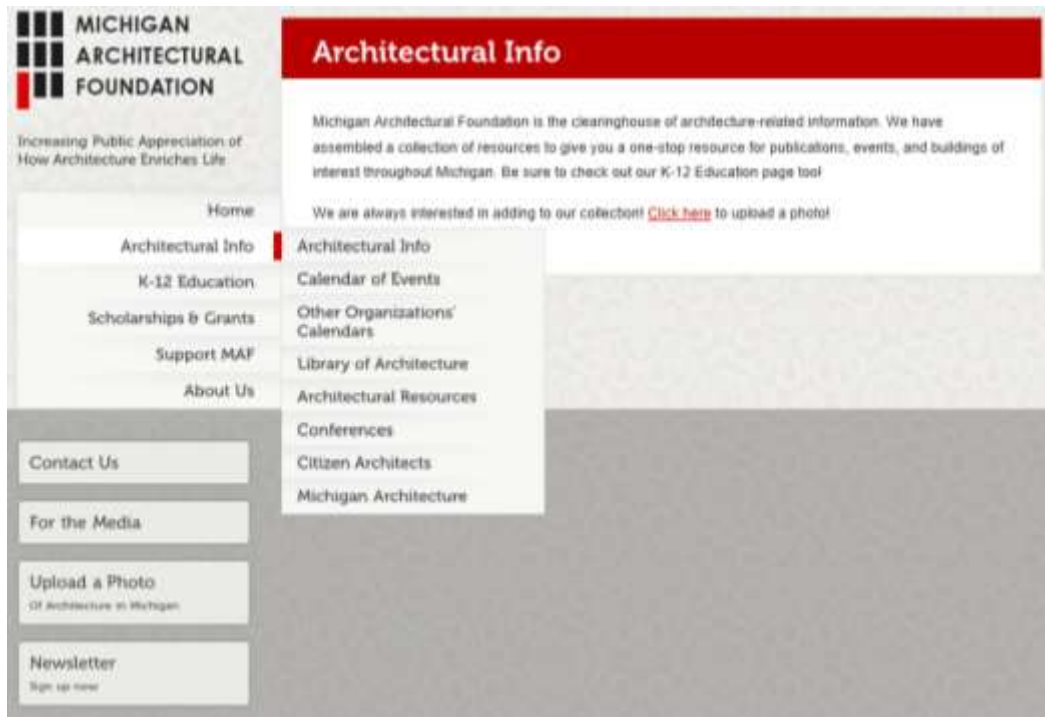 MICHIGAN
ARCHITECTURAL
FOUNDATION
Increasing Public Appreciation of
How Architecture Enriches Life
Home
Architectural Info
K-12 Education
Scholarships & Grants
Support MAF
About Us
Contact Us
For the Media
Upload a Photo
Of Architecture in Michigan
Newsletter
Sign up now
Architectural Info
Michigan Architectural Foundation is the clearinghouse of architecture-related information. We have
assembled a collection of resources to give you a one-stop resource for publications, events, and buildings of
interest throughout Michigan. Be sure to check out our K-12 Education page too!
We are always interested in adding to our collection! Click here to upload a photo!
Architectural Info
Calendar of Events
Other Organizations'
Calendars
Library of Architecture
Architectural Resources
Conferences
Citizen Architects
Michigan Architecture